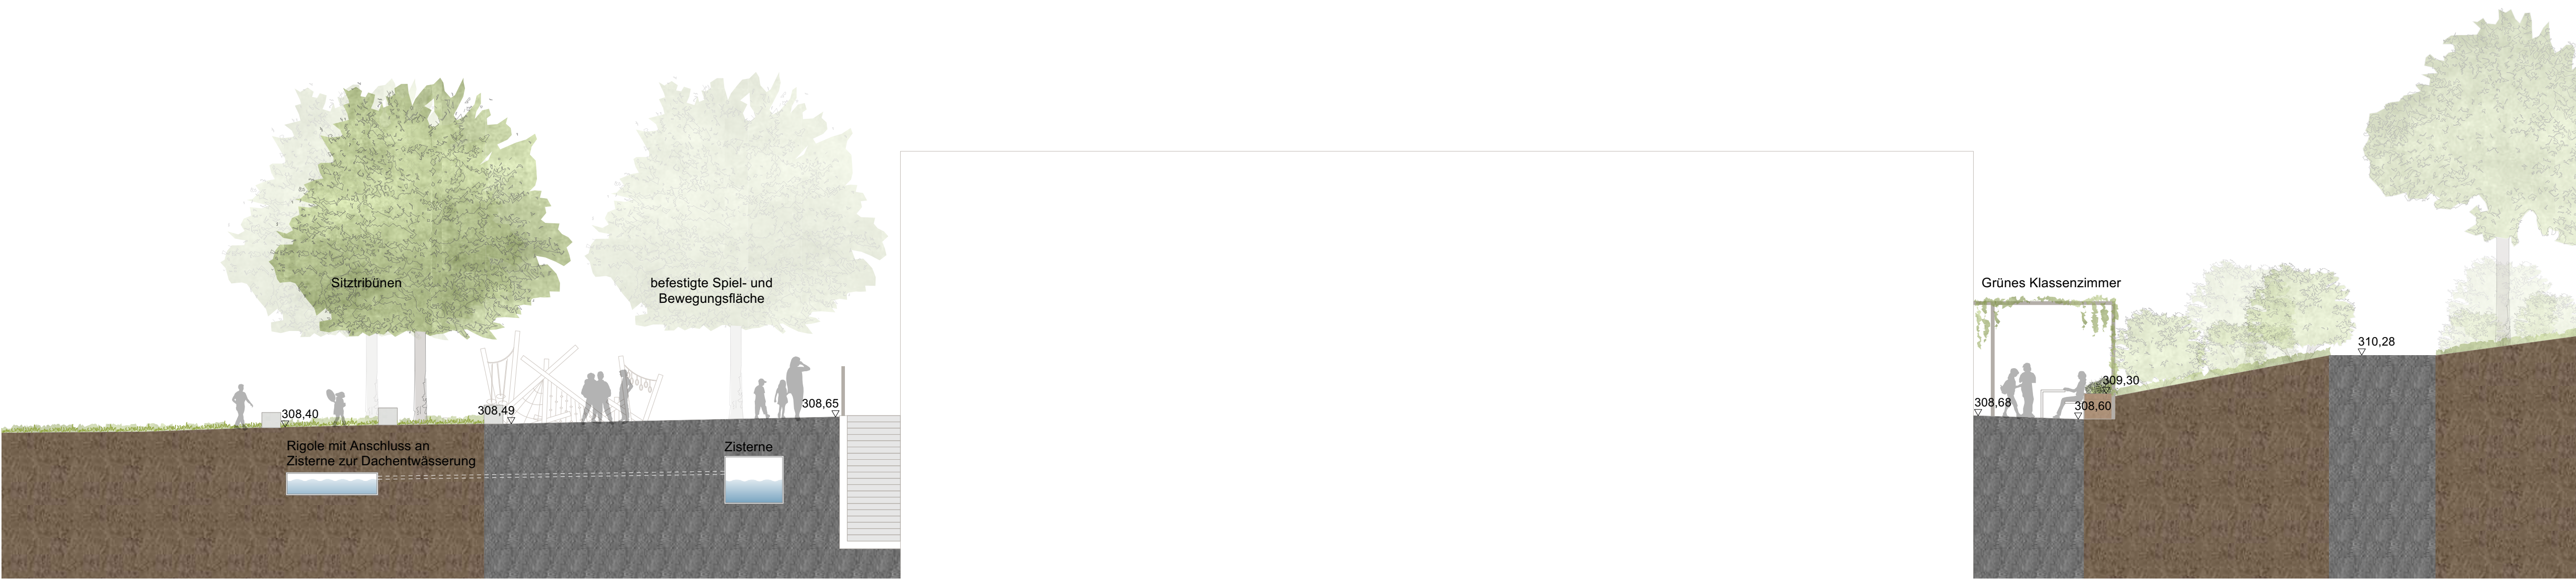 Sitztribünen
befestigte Spiel- und
Bewegungsfläche
Grünes Klassenzimmer
308,40
308,49
308,65
308,68
308,60
309,30
310,28
Rigole mit Anschluss an
Zisterne zur Dachentwässerung
Zisterne